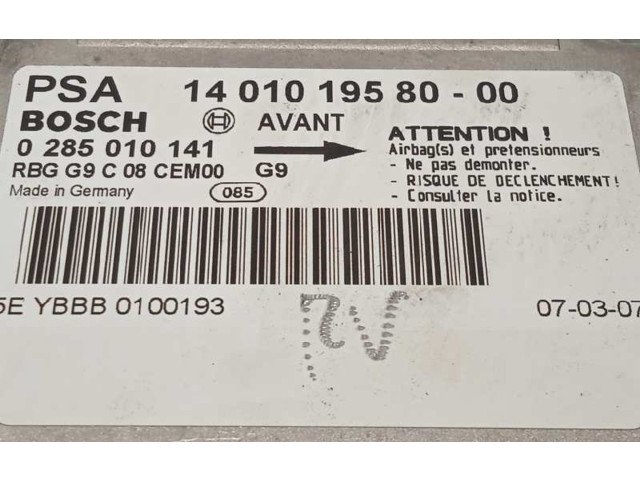 PSA 14 010 195 80 - 00
BOSCH AVANT
0 285 010 141
RBG G9 C 08 CEM00 G9
Made in Germany 085
ATTENTION !
Airbag(s) et pretensionneurs
- Ne pas demonter.
- RISQUE DE DECLENCHEMENT!
- Consulter la notice.
5E YBBB 0100193
07-03-07